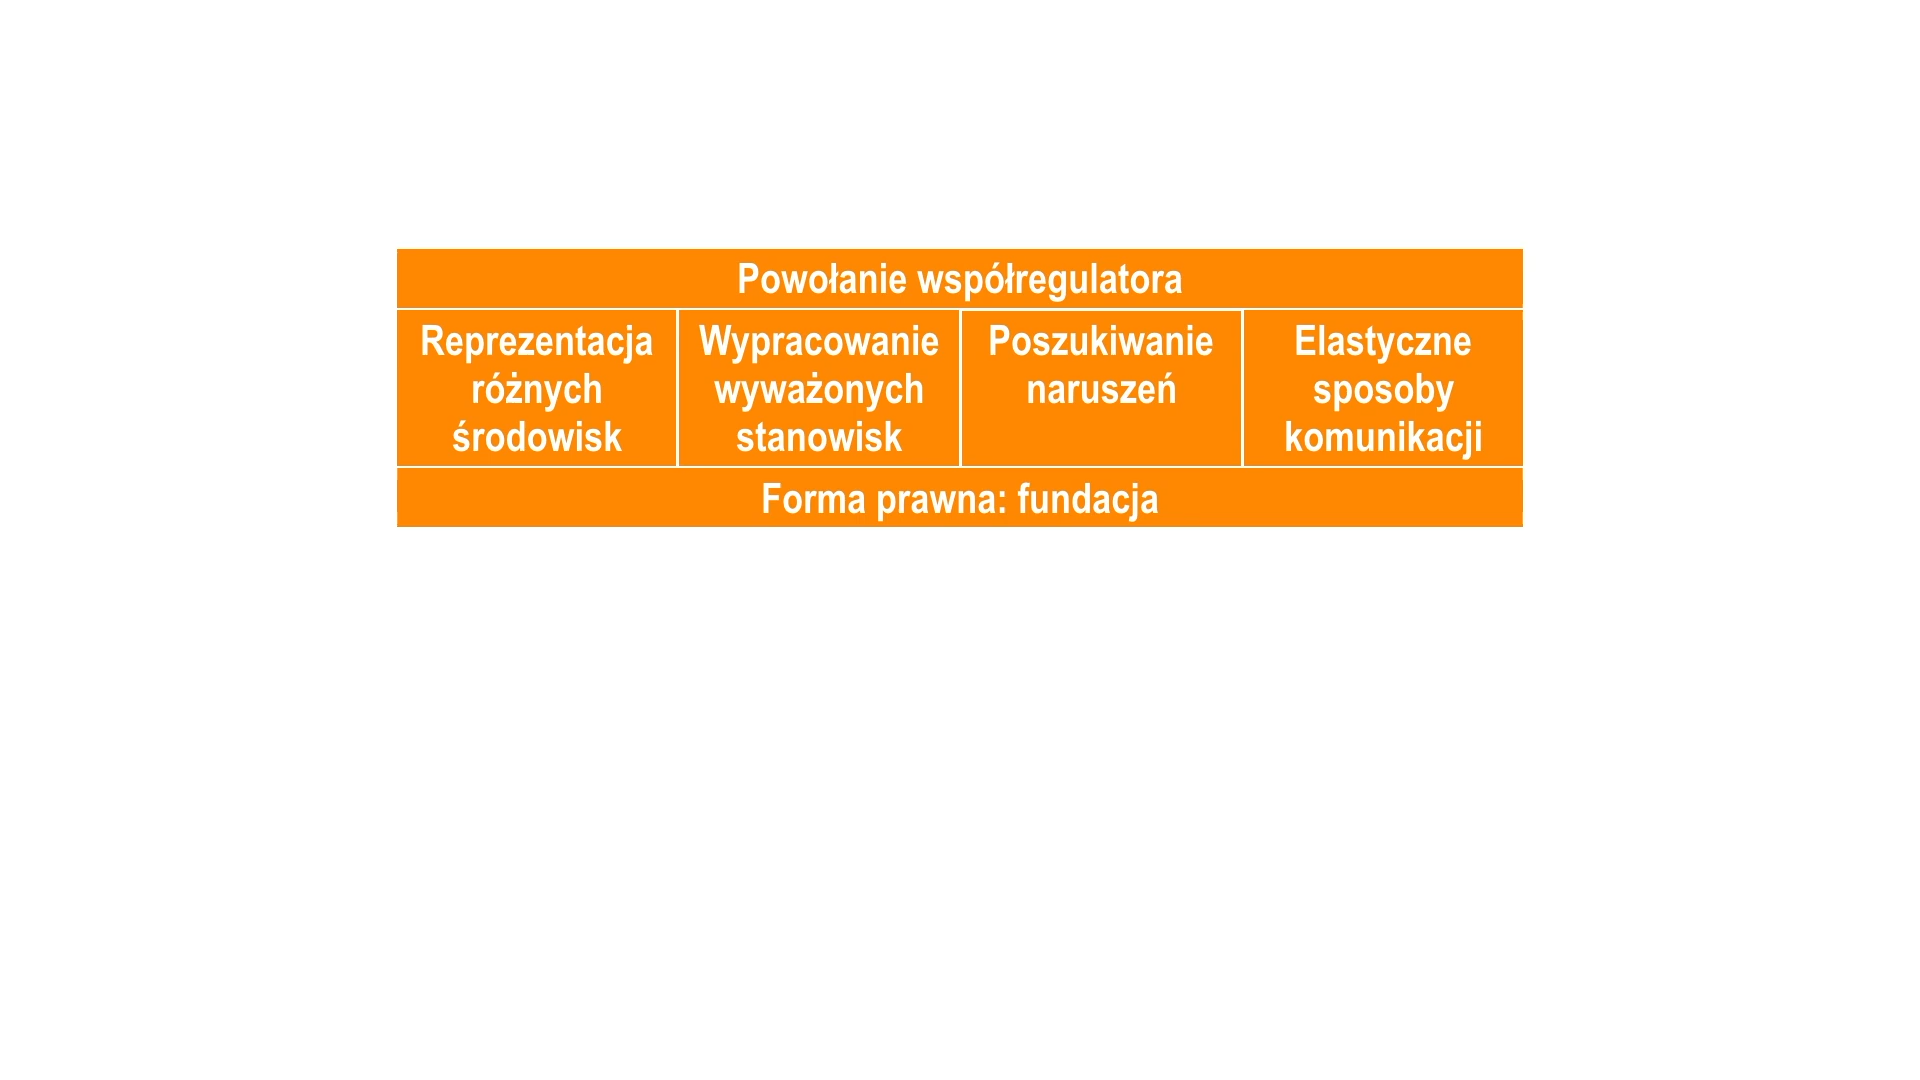 Powołanie współregulatora
Reprezentacja
różnych
środowisk
Wypracowanie
wyważonych
stanowisk
Poszukiwanie
naruszeń
Elastyczne
sposoby
komunikacji
Forma prawna: fundacja